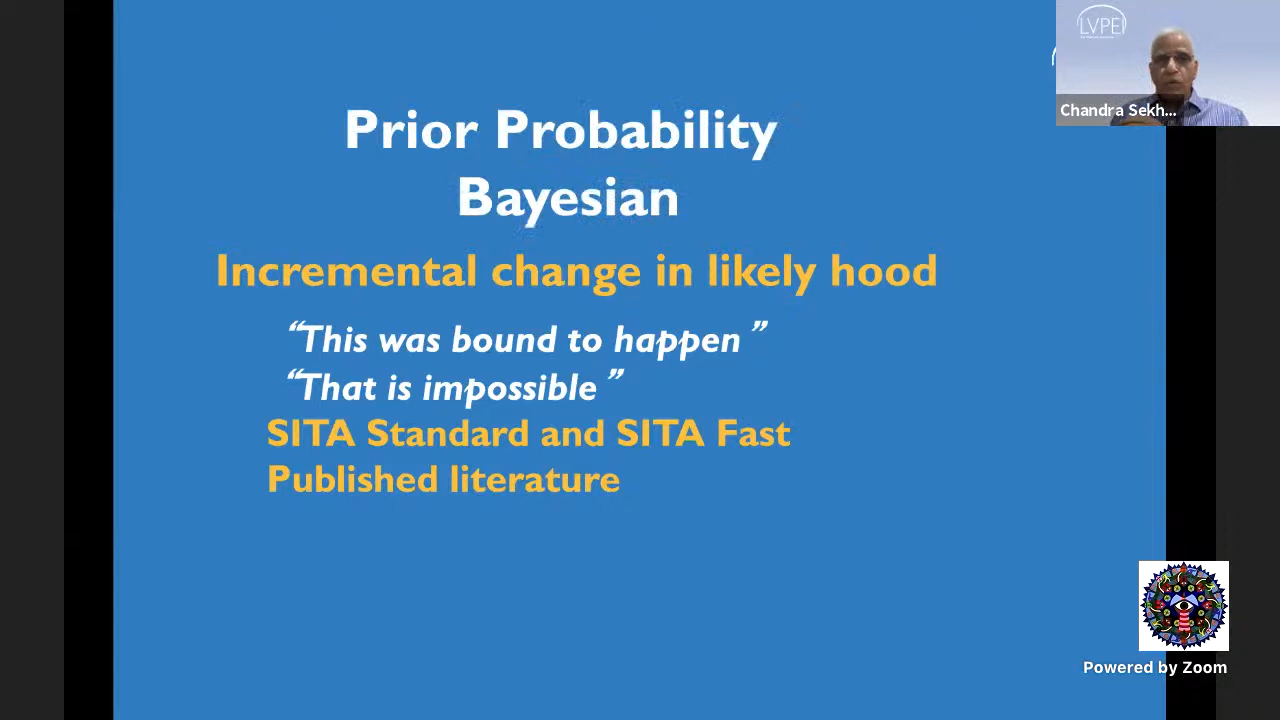 LVPEI
Chandra Sekh...
Prior Probability
Bayesian
Incremental change in likely hood
“This was bound to happen”
“That is impossible”
SITA Standard and SITA Fast
Published literature
Powered by Zoom